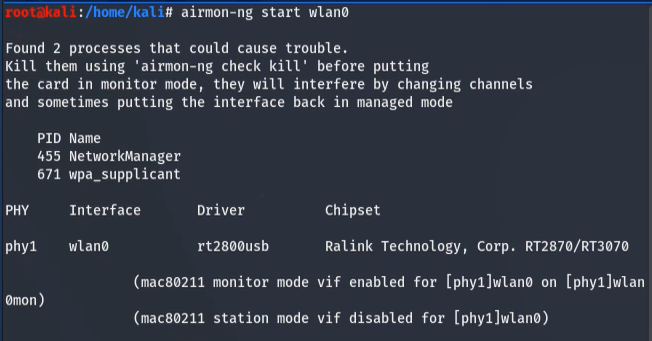 root@kali:/home/kali# airmon-ng start wlan0
Found 2 processes that could cause trouble.
Kill them using 'airmon-ng check kill' before putting
the card in monitor mode, they will interfere by changing channels
and sometimes putting the interface back in managed mode
PID Name
455 NetworkManager
671 wpa_supplicant
PHY Interface Driver Chipset
phy1 wlan0 rt2800usb Ralink Technology, Corp. RT2870/RT3070
(mac80211 monitor mode vif enabled for [phy1]wlan0 on [phy1]wlan
0mon)
(mac80211 station mode vif disabled for [phy1]wlan0)